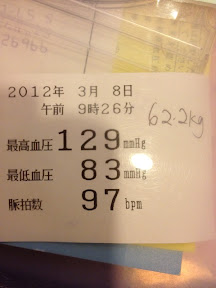 2012年 3月 8日
午前 9時26分
62.2kg
最高血圧 129 mmHg
最低血圧 83 mmHg
脈拍数 97 bpm